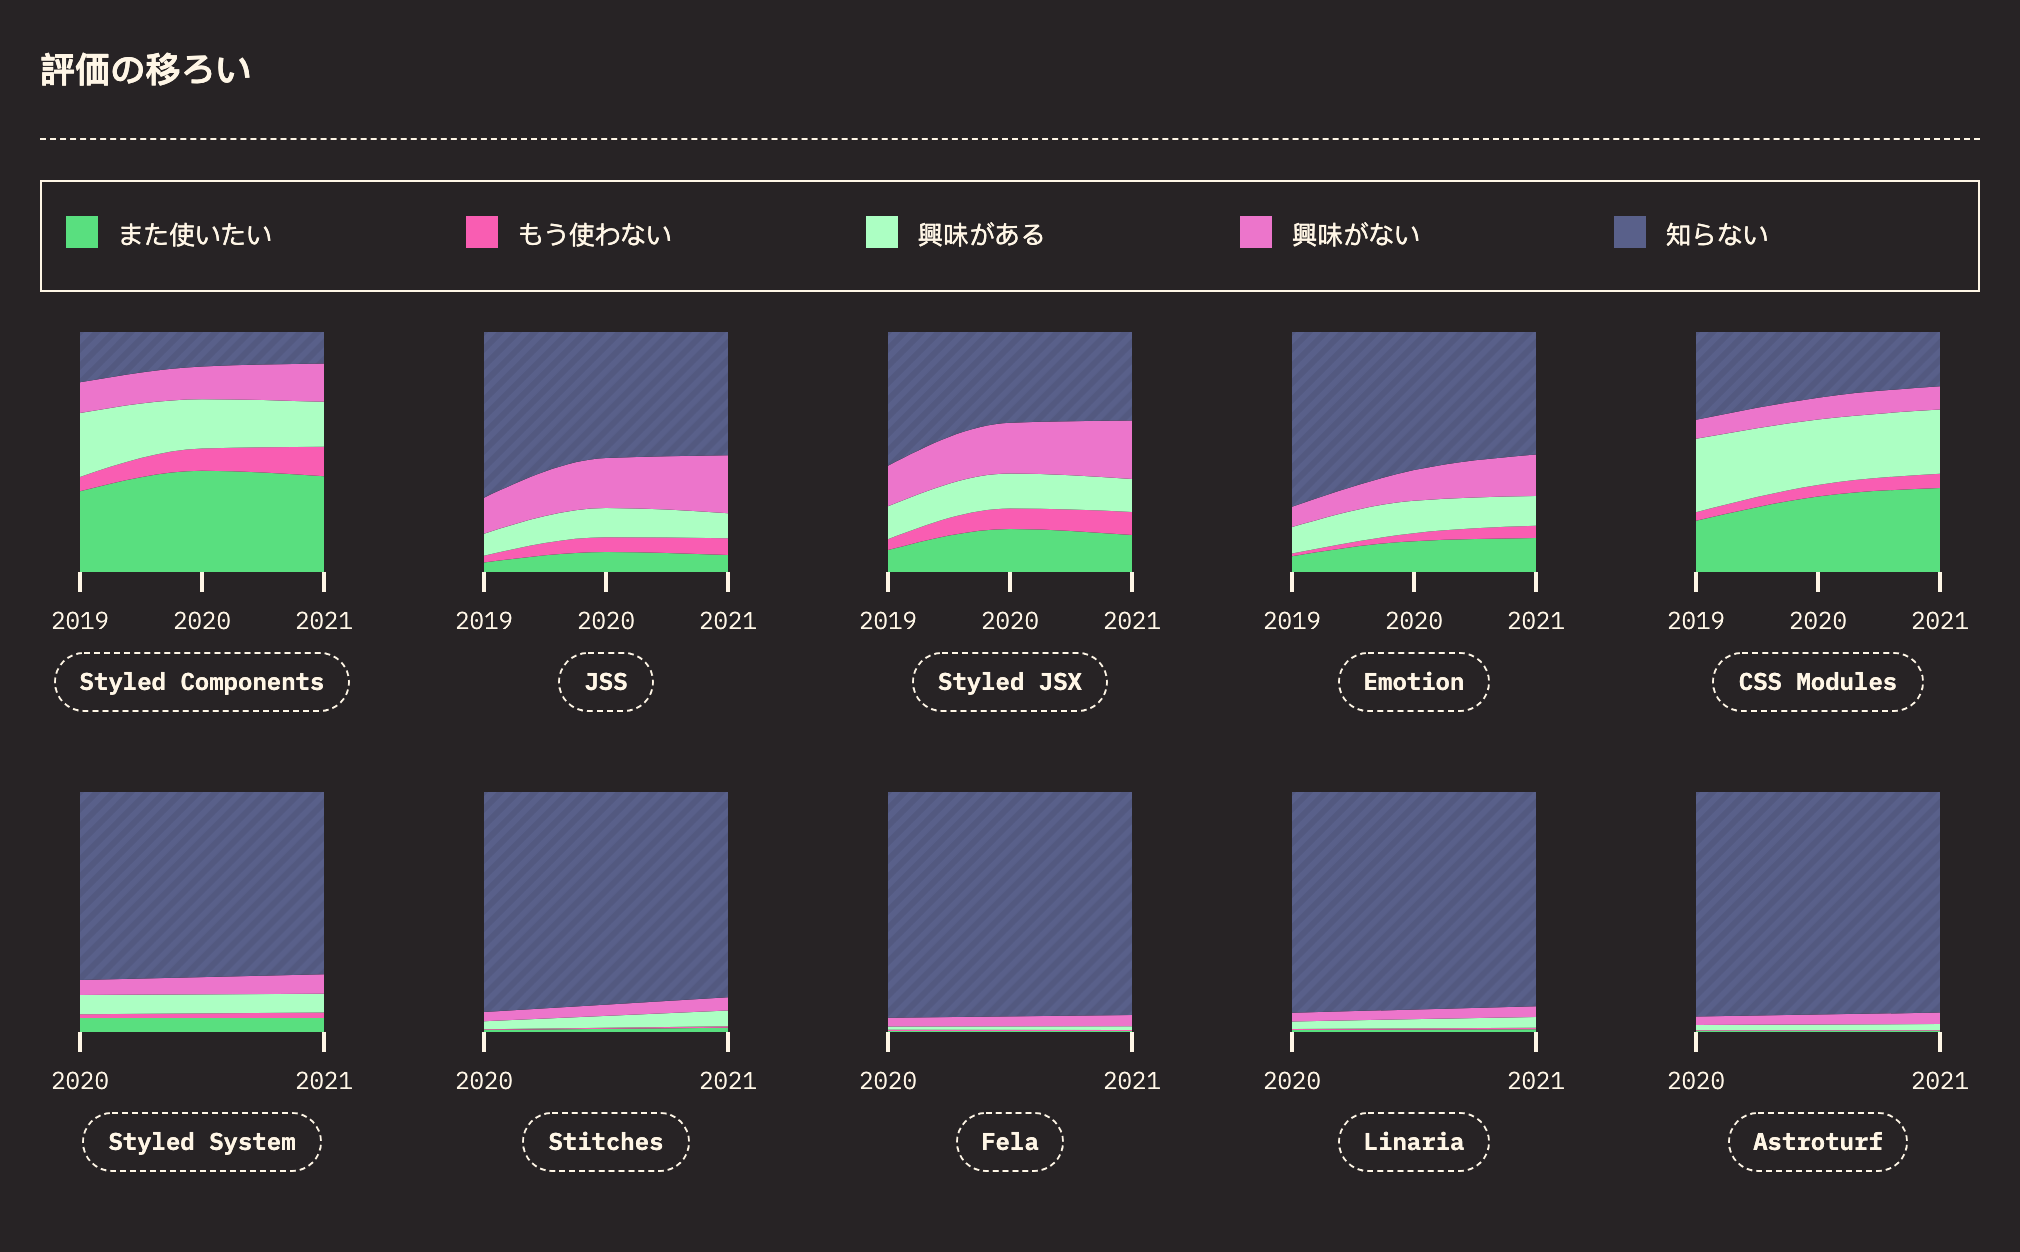 評価の移ろい
また使いたい もう使わない 興味がある 興味がない 知らない
2019 2020 2021 2019 2020 2021 2019 2020 2021 2019 2020 2021 2019 2020 2021
Styled Components JSS Styled JSX Emotion CSS Modules
2020 2021 2020 2021 2020 2021 2020 2021 2020 2021
Styled System Stitches Fela Linaria Astroturf